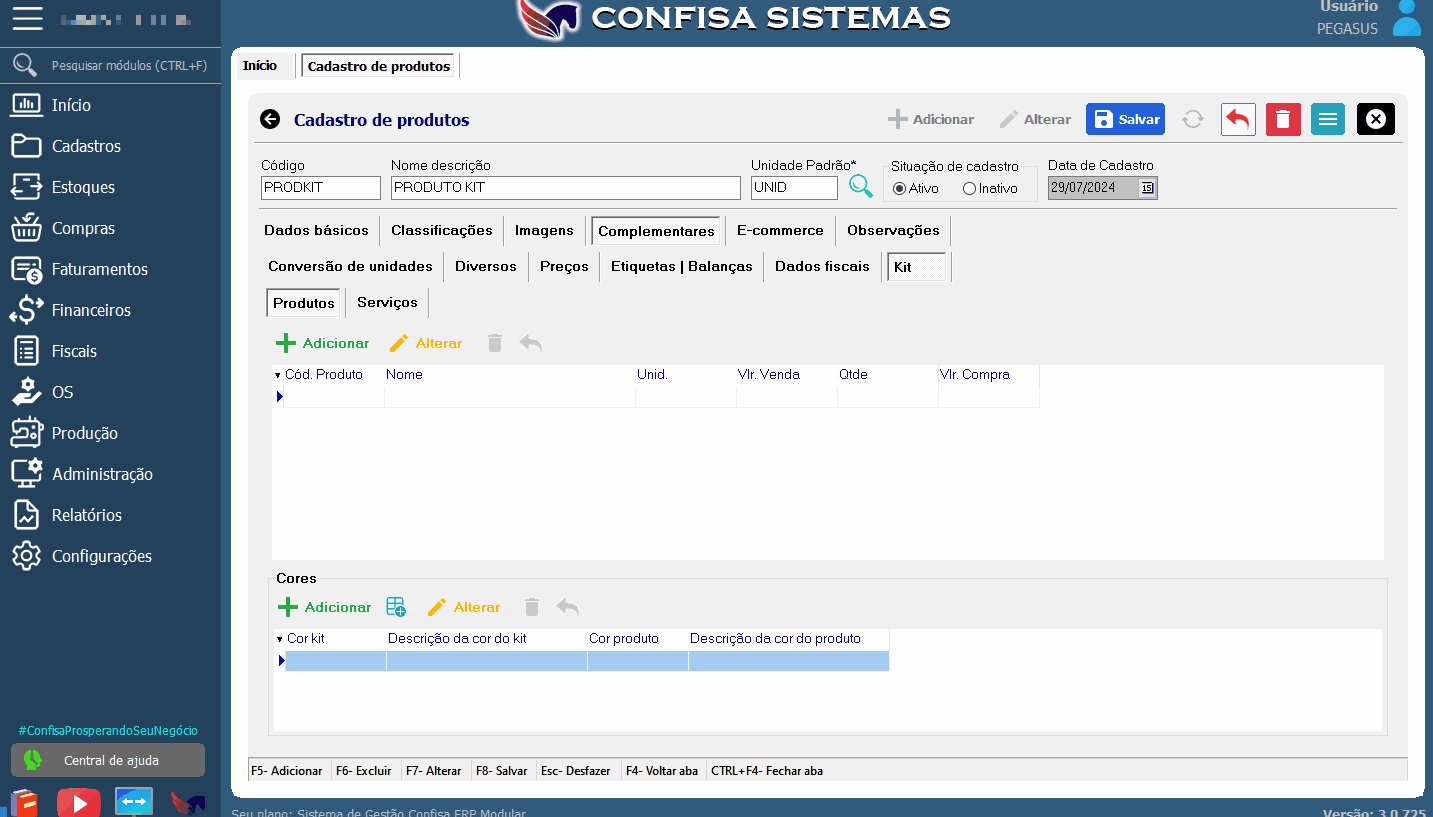 CONFISA SISTEMAS
Usuário
PEGASUS
Pesquisar módulos (CTRL+F)
Início
Cadastros
Estoques
Compras
Faturamentos
Financeiros
Fiscais
OS
Produção
Administração
Relatórios
Configurações
#ConfisaProsperandoSeuNegócio
Central de ajuda
Início
Cadastro de produtos
Cadastro de produtos
Adicionar
Alterar
Salvar
Código
Nome descrição
Unidade Padrão*
Situação de cadastro
Data de Cadastro
PRODKIT
PRODUTO KIT
UNID
Ativo
Inativo
29/07/2024
15
Dados básicos
Classificações
Imagens
Complementares
E-commerce
Observações
Conversão de unidades
Diversos
Preços
Etiquetas | Balanças
Dados fiscais
Kit
Produtos
Serviços
Adicionar
Alterar
Cód. Produto
Nome
Unid.
Vlr. Venda
Qtde
Vlr. Compra
Cores
Adicionar
Alterar
Cor kit
Descrição da cor do kit
Cor produto
Descrição da cor do produto
F5- Adicionar
F6- Excluir
F7- Alterar
F8- Salvar
Esc- Desfazer
F4- Voltar aba
CTRL+F4- Fechar aba
Seu plano: Sistema de Gestão Confisa ERP Modular
Versão: 3.0.725